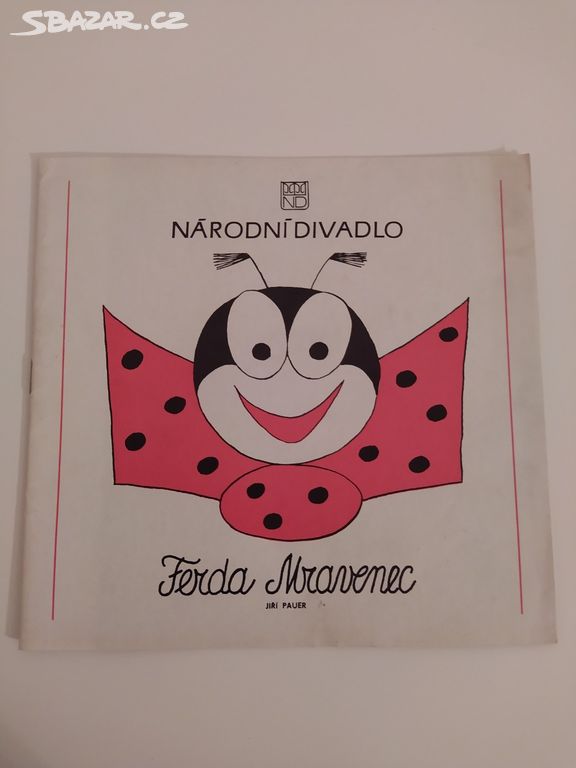 SBAZAR.CZ
ND
NÁRODNÍ DIVADLO
Ferda Mravenec
JIŘÍ PAUER